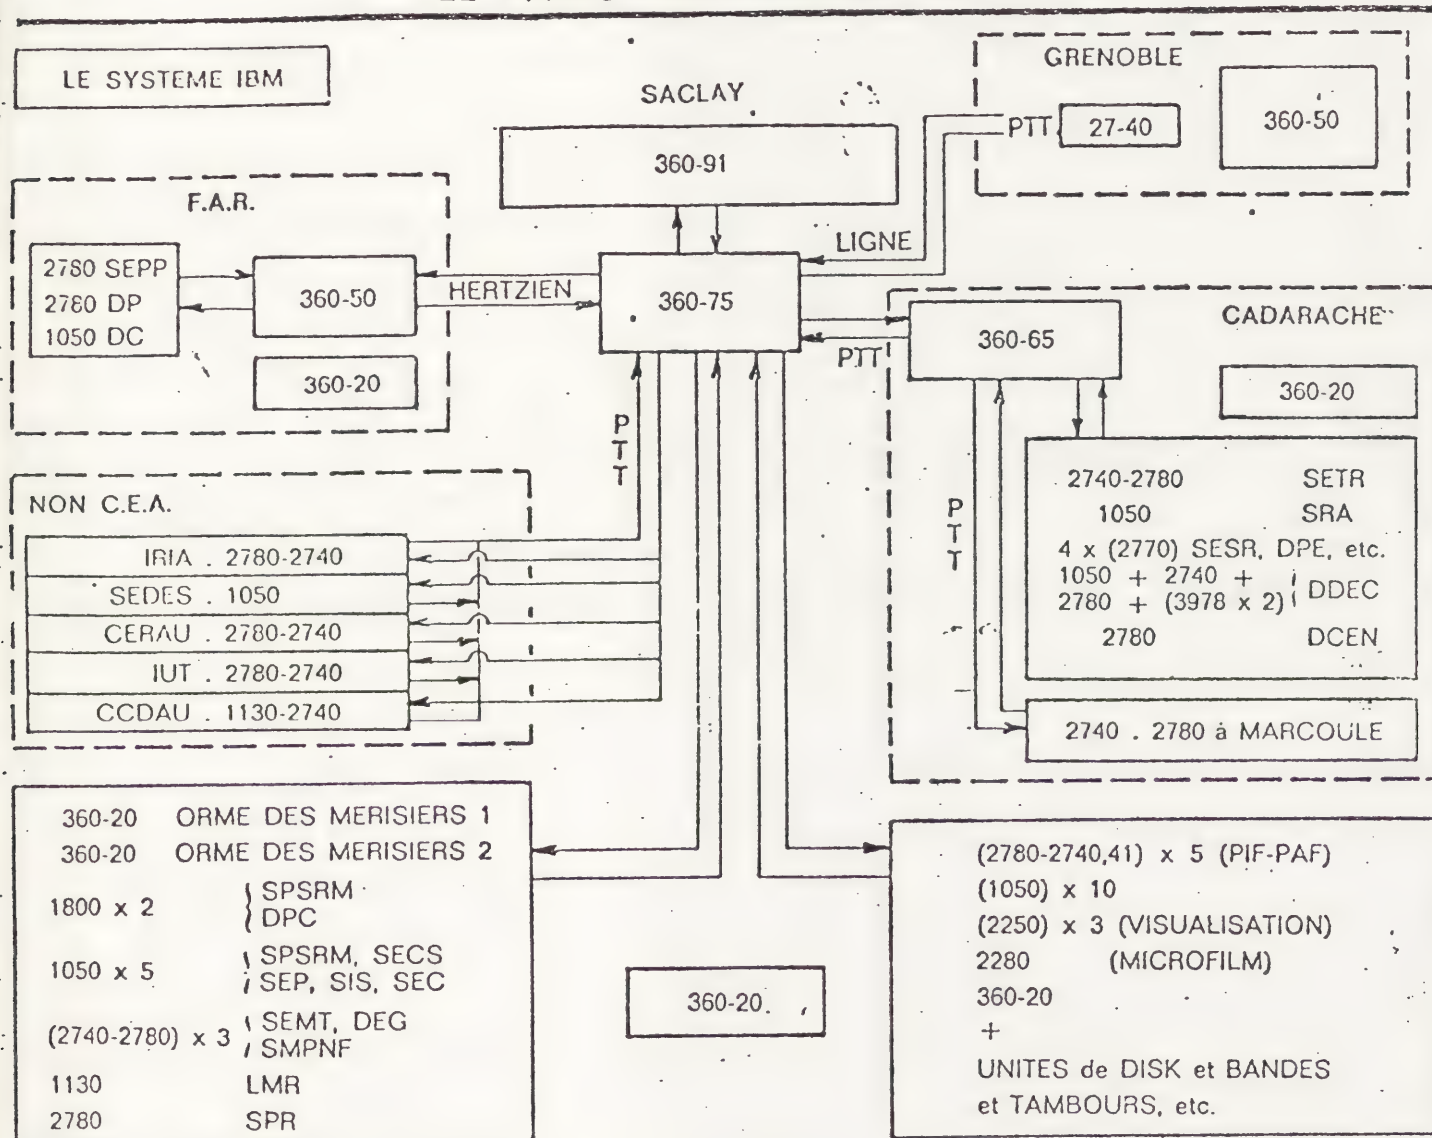 LE SYSTEME IBM
SACLAY
360-91
GRENOBLE
PTT
27-40
360-50
F.A.R.
2780 SEPP
2780 DP
1050 DC
360-50
360-20
HERTZIEN
360-75
LIGNE
PTT
CADARACHE
360-65
360-20
PTT
2740-2780 SETR
1050 SRA
4 x (2770) SESR, DPE, etc.
1050 + 2740 +
2780 + (3978 x 2) DDEC
2780 DCEN
2740 . 2780 à MARCOULE
PTT
NON C.E.A.
IRIA . 2780-2740
SEDES . 1050
CERAU . 2780-2740
IUT . 2780-2740
CCDAU . 1130-2740
360-20 ORME DES MERISIERS 1
360-20 ORME DES MERISIERS 2
1800 x 2 { SPSRM
DPC
1050 x 5 { SPSRM, SECS
SEP, SIS, SEC
(2740-2780) x 3 { SEMT, DEG
SMPNF
1130 LMR
2780 SPR
360-20
(2780-2740,41) x 5 (PIF-PAF)
(1050) x 10
(2250) x 3 (VISUALISATION)
2280 (MICROFILM)
360-20
+
UNITES de DISK et BANDES
et TAMBOURS, etc.